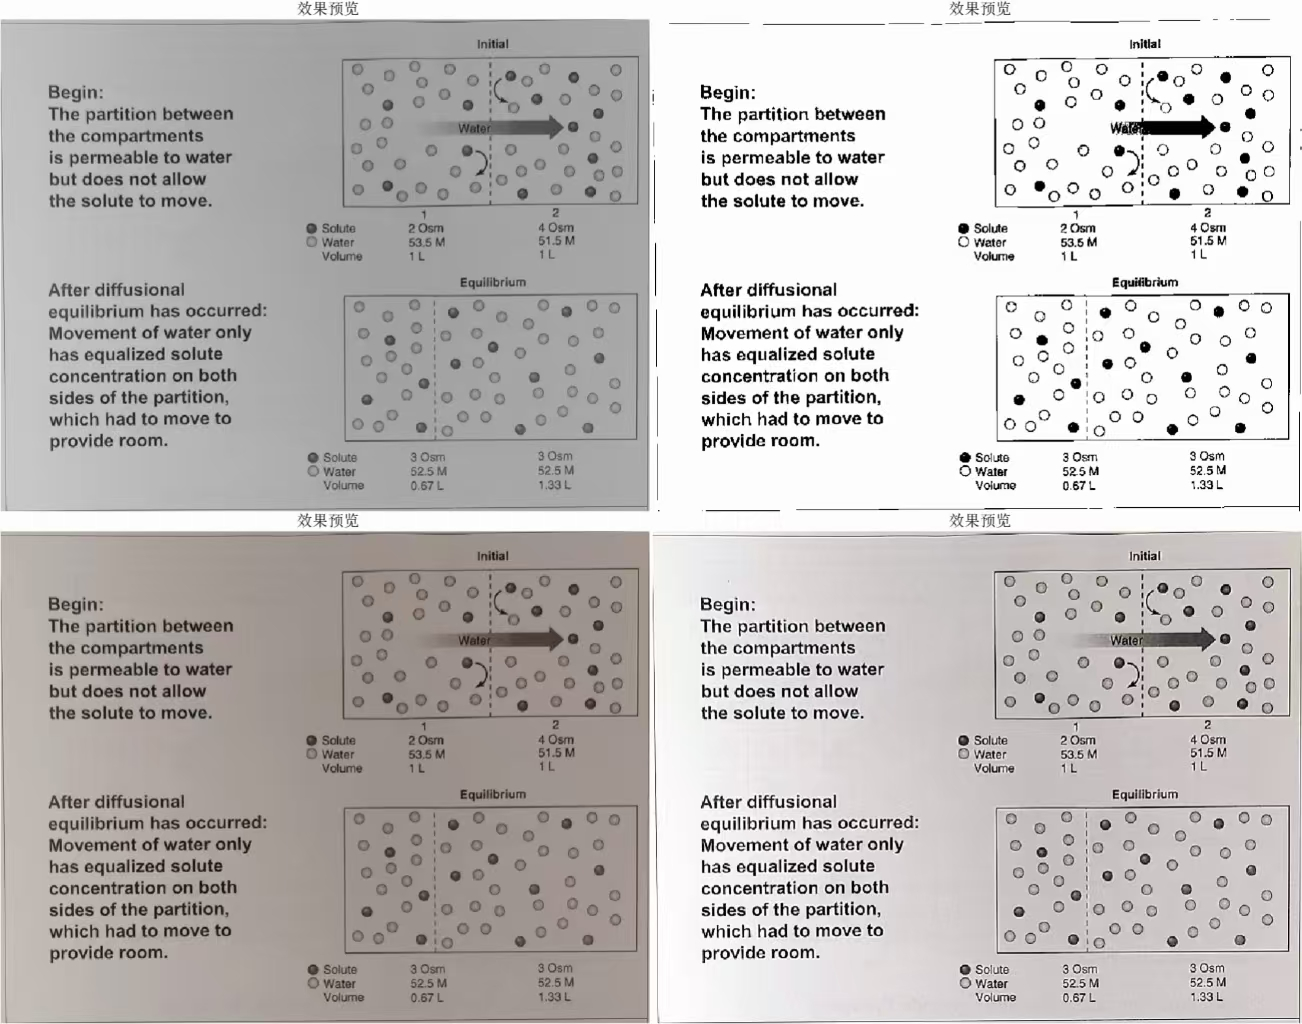 效果预览
Initial
Begin:
The partition between
the compartments
is permeable to water
but does not allow
the solute to move.
Water
1 2
Solute 2 Osm 4 Osm
Water 53.5 M 51.5 M
Volume 1 L 1 L
After diffusional
equilibrium has occurred:
Movement of water only
has equalized solute
concentration on both
sides of the partition,
which had to move to
provide room.
Equilibrium
Solute 3 Osm 3 Osm
Water 52.5 M 52.5 M
Volume 0.67 L 1.33 L
效果预览
Initial
Begin:
The partition between
the compartments
is permeable to water
but does not allow
the solute to move.
Water
1 2
Solute 2 Osm 4 Osm
Water 53.5 M 51.5 M
Volume 1 L 1 L
After diffusional
equilibrium has occurred:
Movement of water only
has equalized solute
concentration on both
sides of the partition,
which had to move to
provide room.
Equilibrium
Solute 3 Osm 3 Osm
Water 52.5 M 52.5 M
Volume 0.67 L 1.33 L
效果预览
Initial
Begin:
The partition between
the compartments
is permeable to water
but does not allow
the solute to move.
Water
1 2
Solute 2 Osm 4 Osm
Water 53.5 M 51.5 M
Volume 1 L 1 L
After diffusional
equilibrium has occurred:
Movement of water only
has equalized solute
concentration on both
sides of the partition,
which had to move to
provide room.
Equilibrium
Solute 3 Osm 3 Osm
Water 52.5 M 52.5 M
Volume 0.67 L 1.33 L
效果预览
Initial
Begin:
The partition between
the compartments
is permeable to water
but does not allow
the solute to move.
Water
1 2
Solute 2 Osm 4 Osm
Water 53.5 M 51.5 M
Volume 1 L 1 L
After diffusional
equilibrium has occurred:
Movement of water only
has equalized solute
concentration on both
sides of the partition,
which had to move to
provide room.
Equilibrium
Solute 3 Osm 3 Osm
Water 52.5 M 52.5 M
Volume 0.67 L 1.33 L